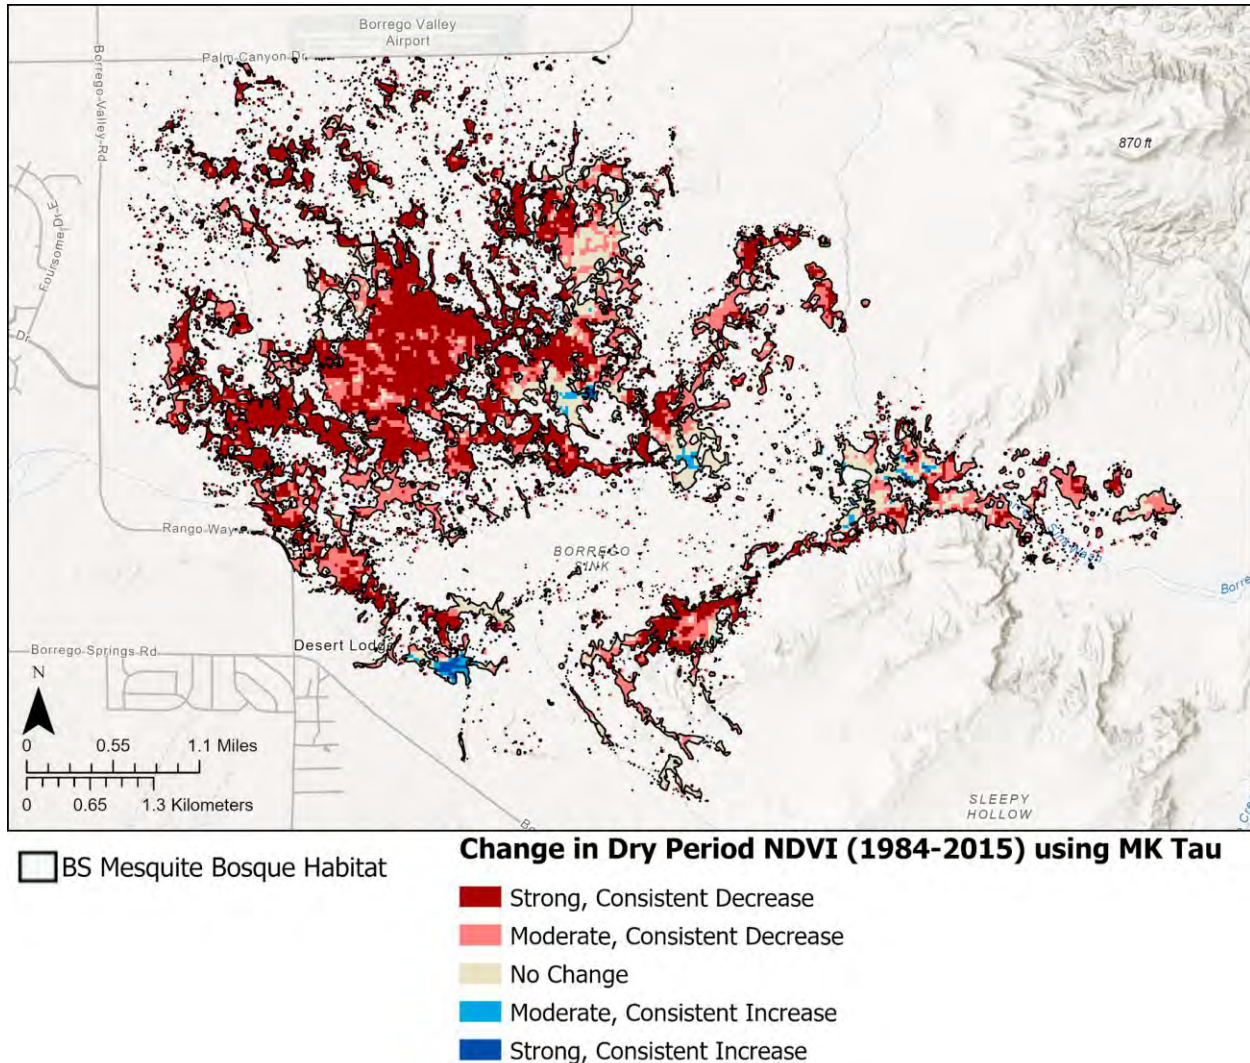 Borrego Valley
Airport
Palm Canyon Dr
Borrego-Valley-Rd
870 ft
Foursome-Dr-E
Dr
Rango Way
BORREGO
SINK
Borre
Desert Lodge
Borrego Springs Rd
N
0 0.55 1.1 Miles
0 0.65 1.3 Kilometers
SLEEPY
HOLLOW
Bo
Cre
BS Mesquite Bosque Habitat
Change in Dry Period NDVI (1984-2015) using MK Tau
Strong, Consistent Decrease
Moderate, Consistent Decrease
No Change
Moderate, Consistent Increase
Strong, Consistent Increase